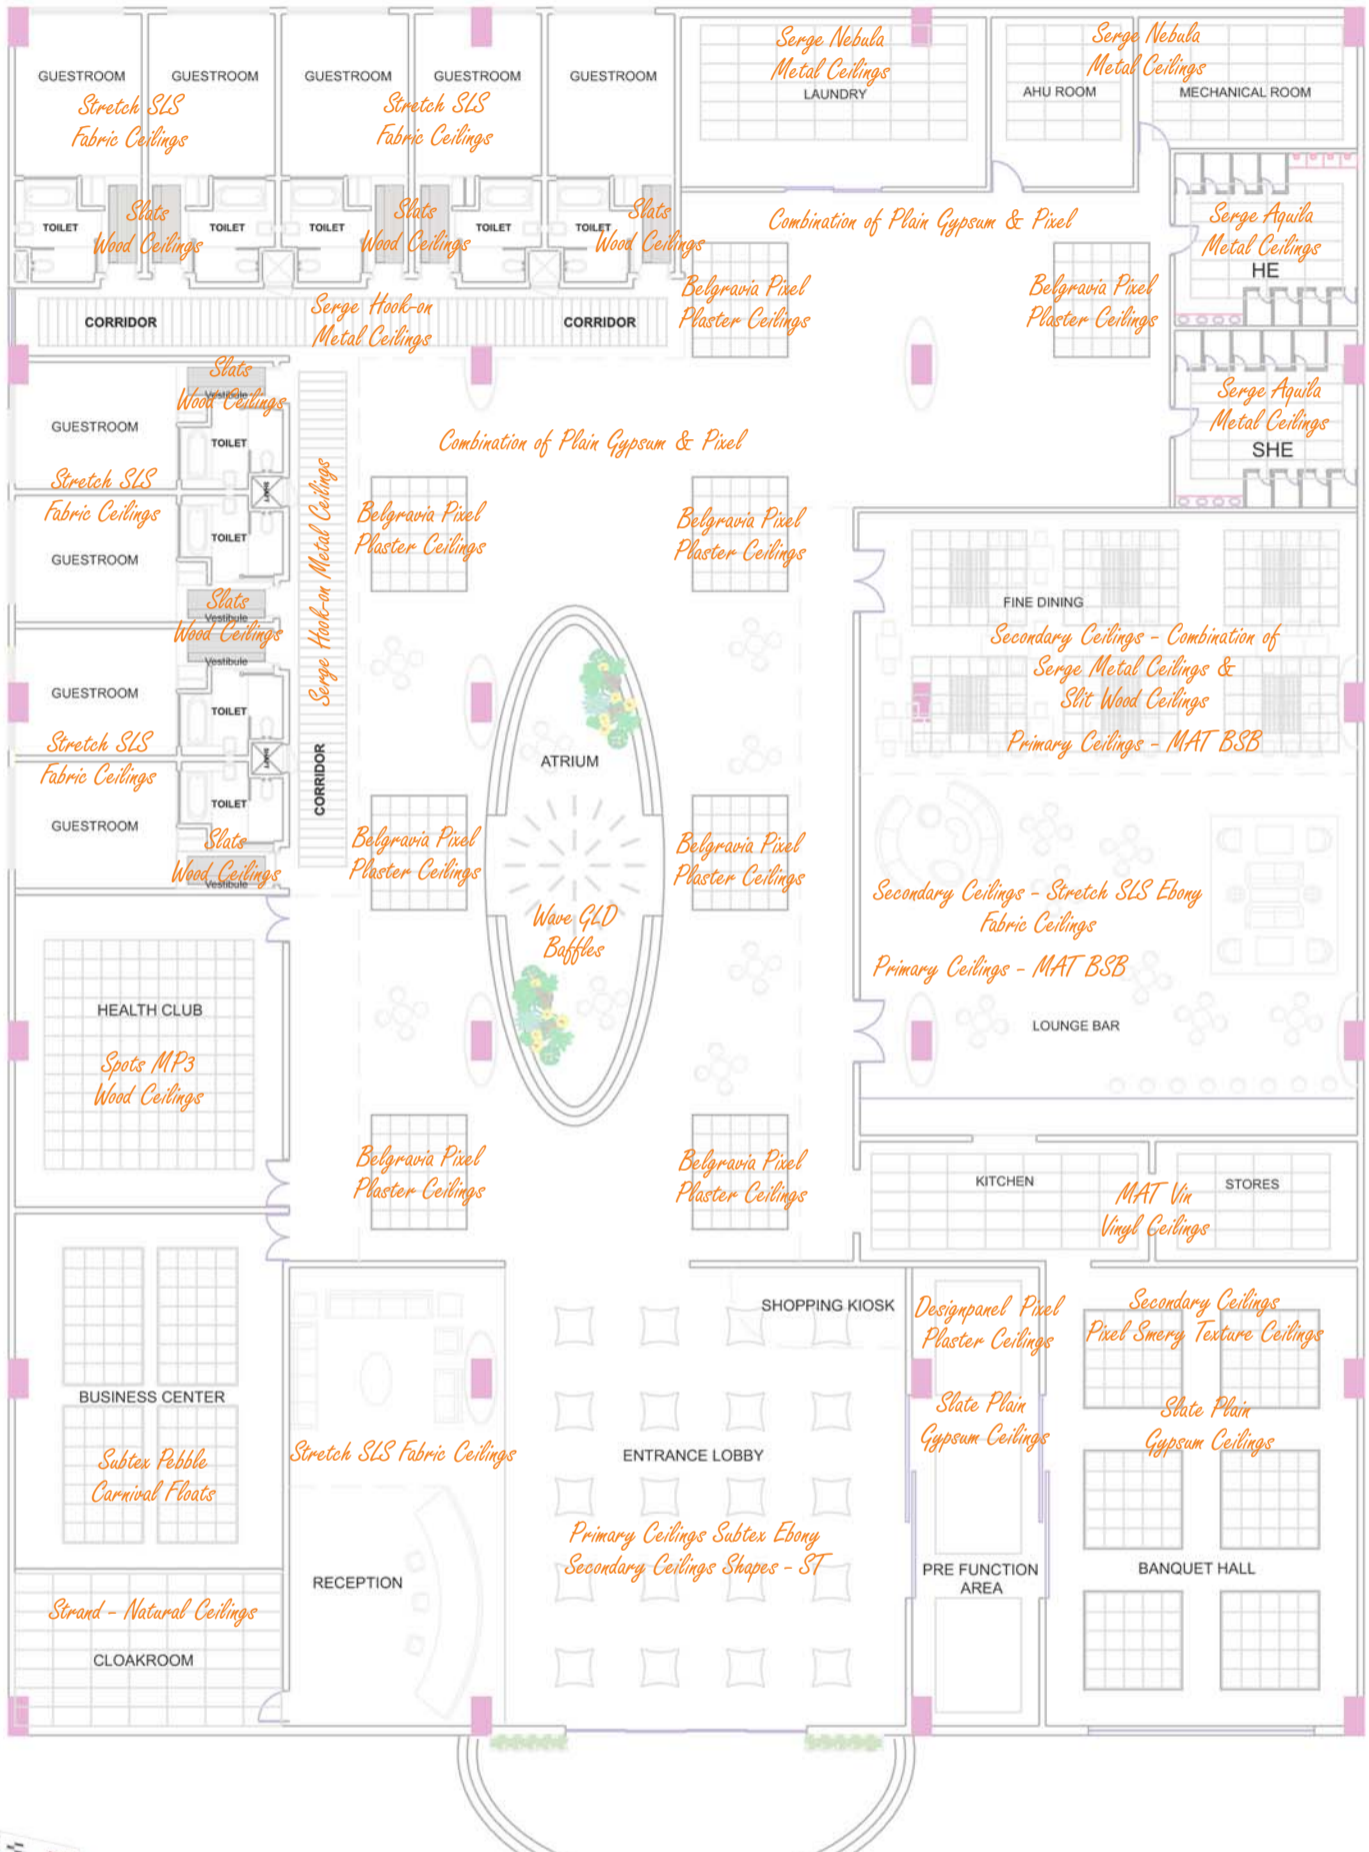 GUESTROOM GUESTROOM GUESTROOM GUESTROOM GUESTROOM
Stretch SLS
Fabric Ceilings
Stretch SLS
Fabric Ceilings
Serge Nebula
Metal Ceilings
LAUNDRY
Serge Nebula
Metal Ceilings
AHU ROOM MECHANICAL ROOM
TOILET TOILET TOILET TOILET TOILET
Slats
Wood Ceilings
Slats
Wood Ceilings
Slats
Wood Ceilings
Combination of Plain Gypsum & Pixel
Serge Aquila
Metal Ceilings
HE
Belgravia Pixel
Plaster Ceilings
Belgravia Pixel
Plaster Ceilings
CORRIDOR
Serge Hook-on
Metal Ceilings
CORRIDOR
Slats
Vestibule
Wood Ceilings
Serge Aquila
Metal Ceilings
SHE
GUESTROOM
TOILET
Combination of Plain Gypsum & Pixel
Stretch SLS
Fabric Ceilings
SHAFT
Serge Hook-on Metal Ceilings
Belgravia Pixel
Plaster Ceilings
Belgravia Pixel
Plaster Ceilings
TOILET
GUESTROOM
Slats
Vestibule
Wood Ceilings
Vestibule
FINE DINING
Secondary Ceilings - Combination of
Serge Metal Ceilings &
Slit Wood Ceilings
Primary Ceilings - MAT BSB
GUESTROOM
TOILET
Stretch SLS
Fabric Ceilings
SHAFT
CORRIDOR
ATRIUM
TOILET
GUESTROOM
Slats
Wood Ceilings
Vestibule
Belgravia Pixel
Plaster Ceilings
Belgravia Pixel
Plaster Ceilings
Wave GLD
Baffles
Secondary Ceilings - Stretch SLS Ebony
Fabric Ceilings
Primary Ceilings - MAT BSB
LOUNGE BAR
HEALTH CLUB
Spots MP3
Wood Ceilings
Belgravia Pixel
Plaster Ceilings
Belgravia Pixel
Plaster Ceilings
KITCHEN
MAT Vin
Vinyl Ceilings
STORES
SHOPPING KIOSK
Designpanel Pixel
Plaster Ceilings
Secondary Ceilings
Pixel Smery Texture Ceilings
BUSINESS CENTER
Subtex Pebble
Carnival Floats
Stretch SLS Fabric Ceilings
ENTRANCE LOBBY
Slate Plain
Gypsum Ceilings
Slate Plain
Gypsum Ceilings
Primary Ceilings Subtex Ebony
Secondary Ceilings Shapes - ST
RECEPTION
PRE FUNCTION
AREA
BANQUET HALL
Strand - Natural Ceilings
CLOAKROOM